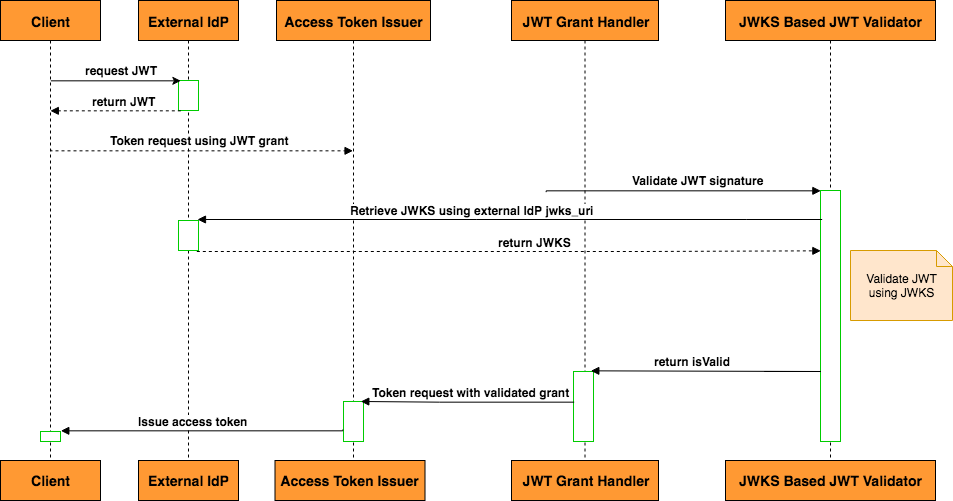 Client
External IdP
Access Token Issuer
JWT Grant Handler
JWKS Based JWT Validator
request JWT
return JWT
Token request using JWT grant
Validate JWT signature
Retrieve JWKS using external IdP jwks_uri
return JWKS
Validate JWT
using JWKS
return isValid
Token request with validated grant
Issue access token
Client
External IdP
Access Token Issuer
JWT Grant Handler
JWKS Based JWT Validator